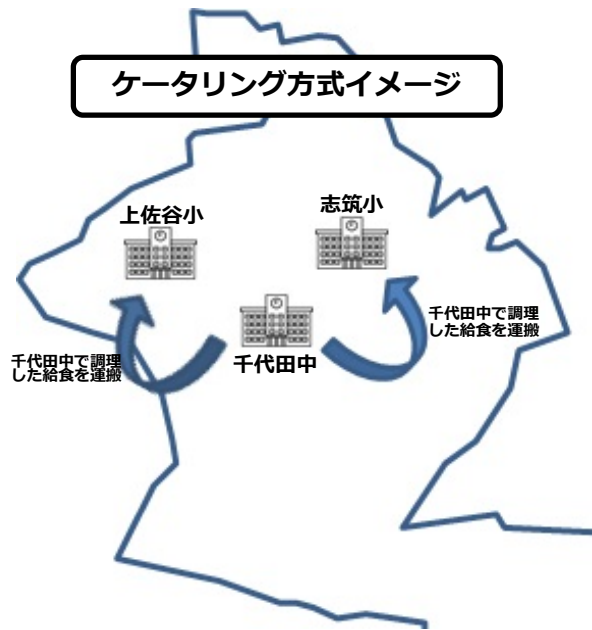 ケータリング方式イメージ
上佐谷小
志筑小
千代田中で調理
した給食を運搬
千代田中で調理
した給食を運搬
千代田中